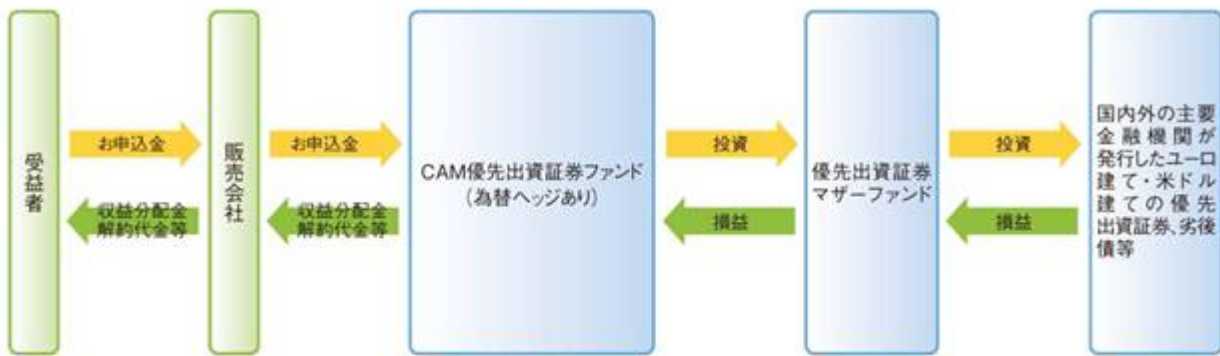 受益者
お申込金
収益分配金
解約代金等
販売会社
お申込金
収益分配金
解約代金等
CAM優先出資証券ファンド
(為替ヘッジあり)
投資
損益
優先出資証券
マザーファンド
投資
損益
国内外の主要
金融機関が
発行したユーロ
建て・米ドル
建ての優先
出資証券、劣後
債等